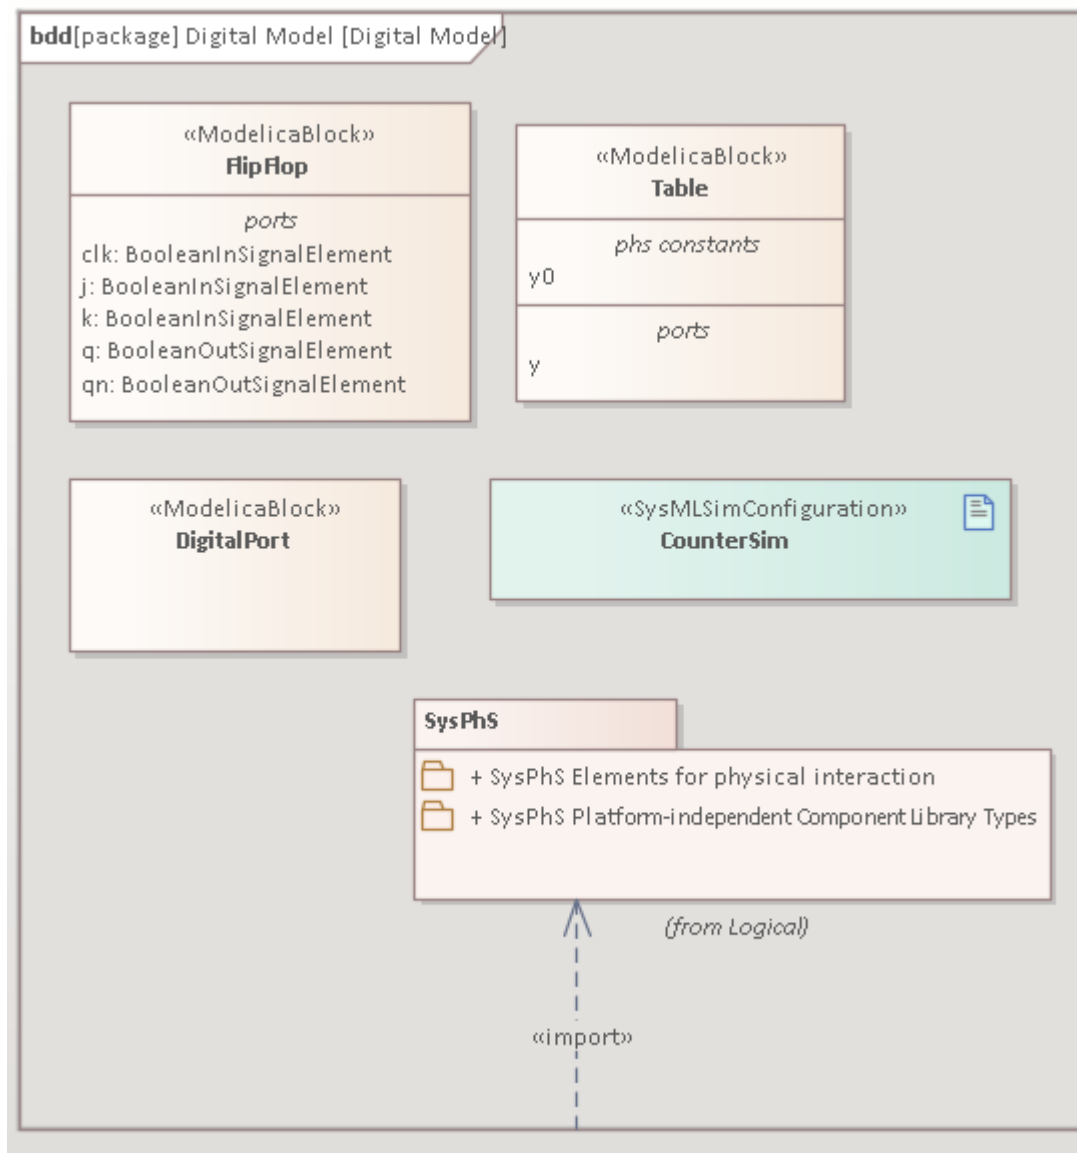 bdd[package] Digital Model [Digital Model]
«ModelicaBlock»
FlipFlop
ports
clk: BooleanInSignalElement
j: BooleanInSignalElement
k: BooleanInSignalElement
q: BooleanOutSignalElement
qn: BooleanOutSignalElement
«ModelicaBlock»
Table
phs constants
y0
ports
y
«ModelicaBlock»
DigitalPort
«SysMLSimConfiguration»
CounterSim
SysPhS
+ SysPhS Elements for physical interaction
+ SysPhS Platform-independent Component Library Types
(from Logical)
«import»